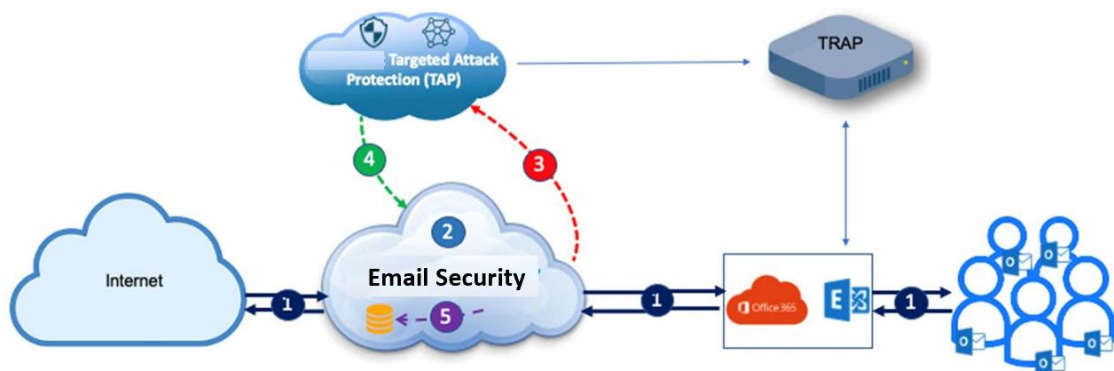 Targeted Attack
Protection (TAP)
TRAP
4
3
2
Internet
Email Security
1
1
1
5
Office 365
E
O
O
O
O
O